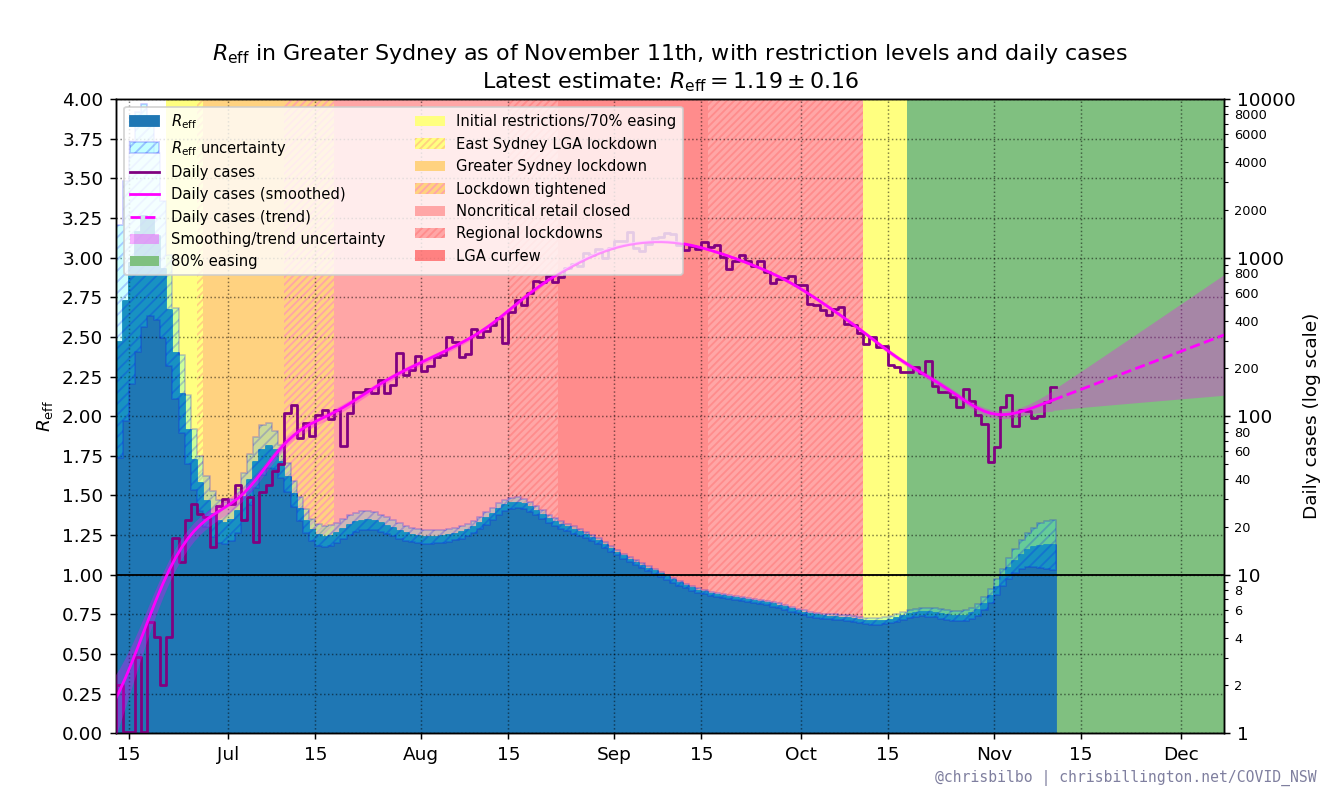 R_eff in Greater Sydney as of November 11th, with restriction levels and daily cases
Latest estimate: R_eff = 1.19 ± 0.16
R_eff
R_eff uncertainty
Daily cases
Daily cases (smoothed)
Daily cases (trend)
Smoothing/trend uncertainty
80% easing
Initial restrictions/70% easing
East Sydney LGA lockdown
Greater Sydney lockdown
Lockdown tightened
Noncritical retail closed
Regional lockdowns
LGA curfew
R_eff
4.00
3.75
3.50
3.25
3.00
2.75
2.50
2.25
2.00
1.75
1.50
1.25
1.00
0.75
0.50
0.25
0.00
10000
8000
6000
4000
2000
1000
800
600
400
200
100
80
60
40
20
10
8
6
4
2
1
Daily cases (log scale)
15 Jul 15 Aug 15 Sep 15 Oct 15 Nov 15 Dec
@chrisbilbo | chrisbillington.net/COVID_NSW